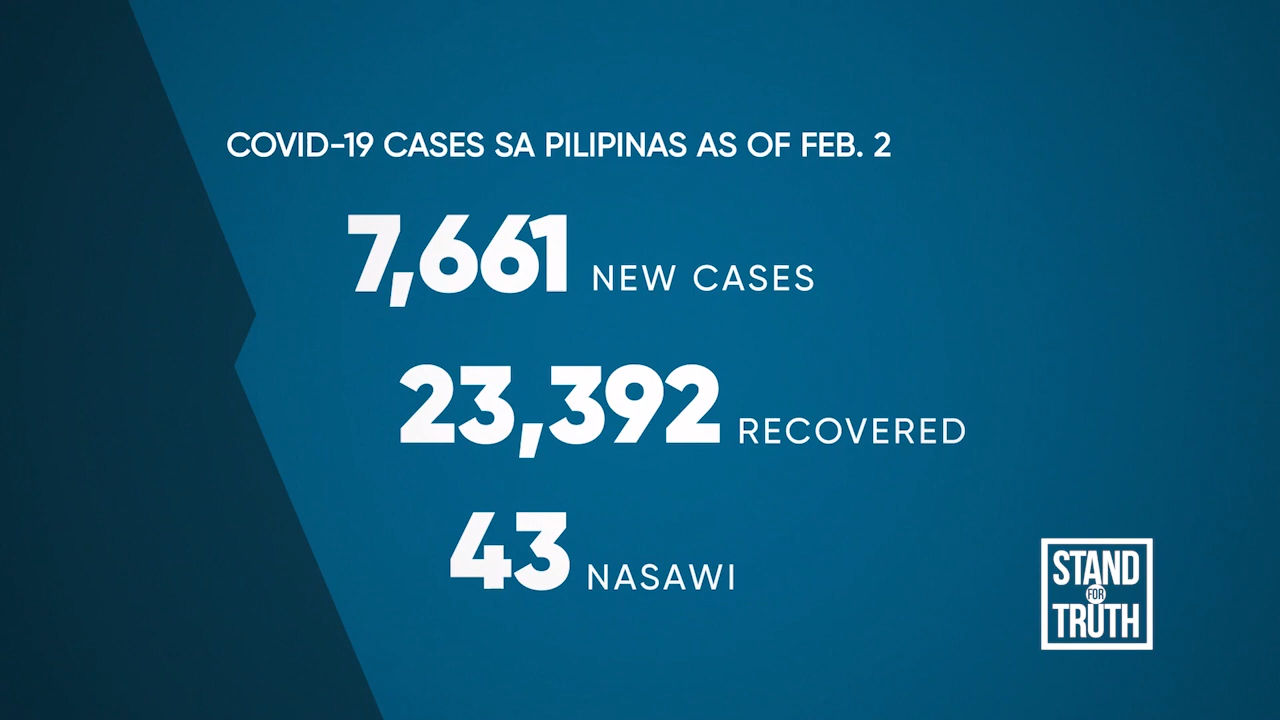 COVID-19 CASES SA PILIPINAS AS OF FEB. 2
7,661 NEW CASES
23,392 RECOVERED
43 NASAWI
STAND
FOR
TRUTH